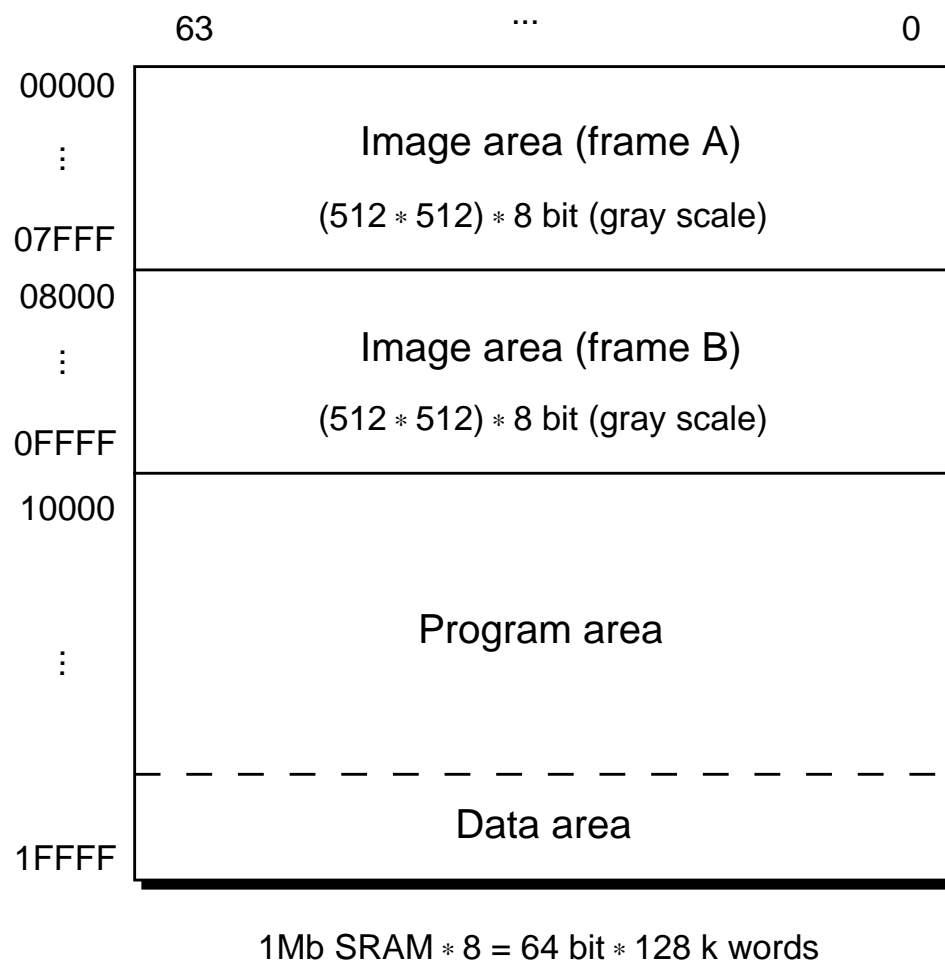 63 ... 0
00000
Image area (frame A)
...
(512 * 512) * 8 bit (gray scale)
07FFF
08000
Image area (frame B)
...
(512 * 512) * 8 bit (gray scale)
0FFFF
10000
Program area
...
Data area
1FFFF
1Mb SRAM * 8 = 64 bit * 128 k words